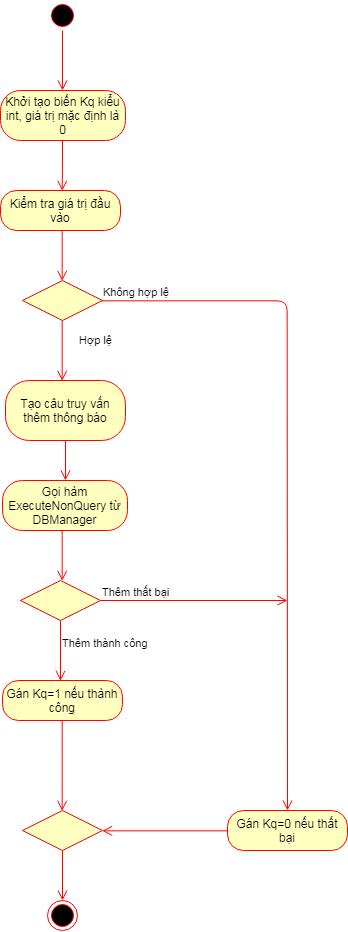 Khởi tạo biến Kq kiểu
int, giá trị mặc định là
0
Kiểm tra giá trị đầu
vào
Không hợp lệ
Hợp lệ
Tạo câu truy vấn
thêm thông báo
Gọi hàm
ExecuteNonQuery từ
DBManager
Thêm thất bại
Thêm thành công
Gán Kq=1 nếu thành
công
Gán Kq=0 nếu thất
bại